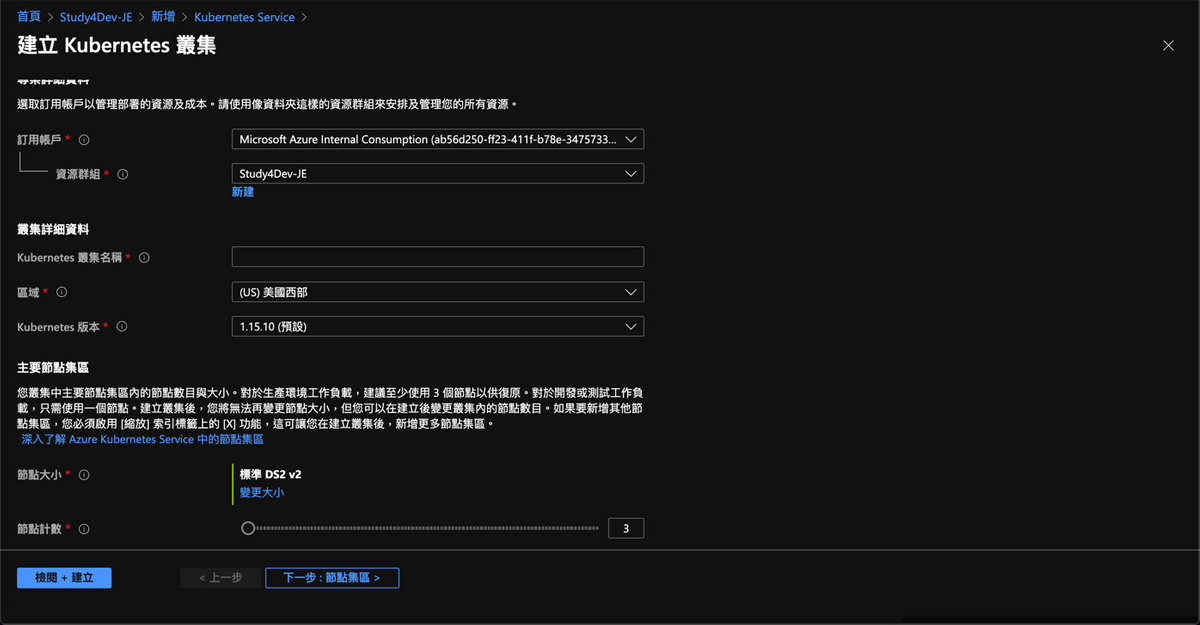 首頁 > Study4Dev-JE > 新增 > Kubernetes Service >
建立 Kubernetes 叢集
專案詳細資料
選取訂用帳戶以管理部署的資源及成本。請使用像資料夾這樣的資源群組來安排及管理您的所有資源。
訂用帳戶 * Microsoft Azure Internal Consumption (ab56d250-ff23-411f-b78e-3475733...
資源群組 * Study4Dev-JE
新建
叢集詳細資料
Kubernetes 叢集名稱 *
區域 * (US) 美國西部
Kubernetes 版本 * 1.15.10 (預設)
主要節點集區
您叢集中主要節點集區內的節點數目與大小。對於生產環境工作負載，建議至少使用 3 個節點以供復原。對於開發或測試工作負
載，只需使用一個節點。建立叢集後，您將無法再變更節點大小，但您可以在建立後變更叢集內的節點數目。如果要新增其他節
點集區，您必須啟用 [縮放] 索引標籤上的 [X] 功能，這可讓您在建立叢集後，新增更多節點集區。
深入了解 Azure Kubernetes Service 中的節點集區
節點大小 * 標準 DS2 v2
變更大小
節點計數 * 3
檢閱 + 建立 < 上一步 下一步 : 節點集區 >